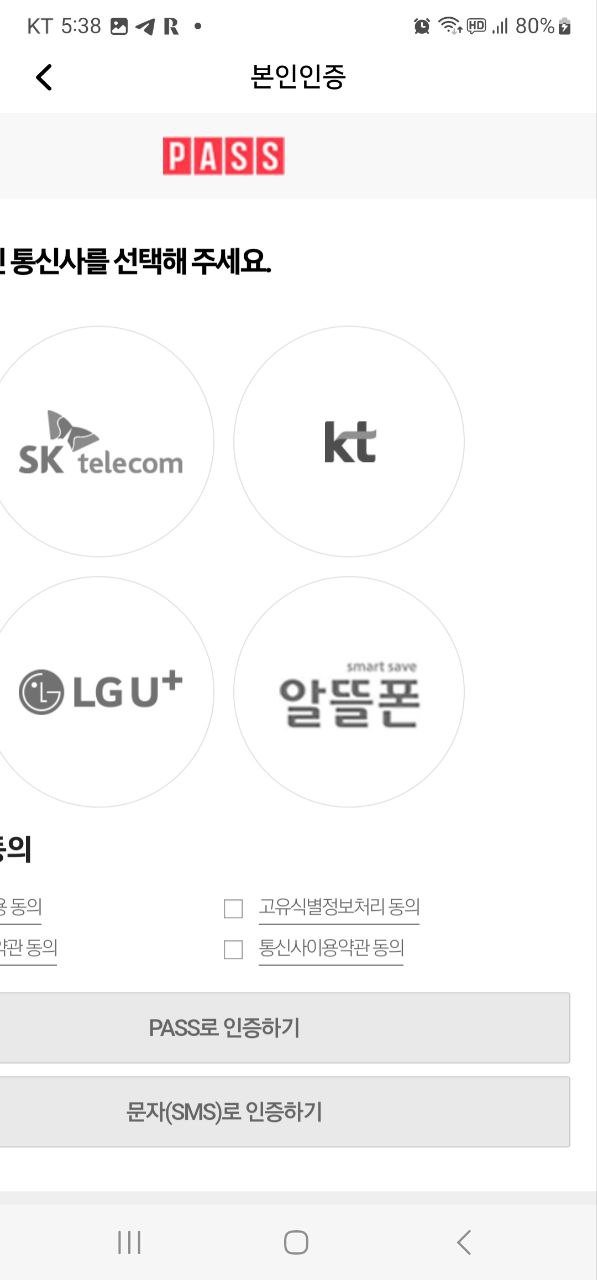 KT 5:38 80%
본인인증
PASS
통신사를 선택해 주세요.
SK telecom
kt
LG U+
smart save
알뜰폰
동의
용 동의
고유식별정보처리 동의
약관 동의
통신사이용약관 동의
PASS로 인증하기
문자(SMS)로 인증하기